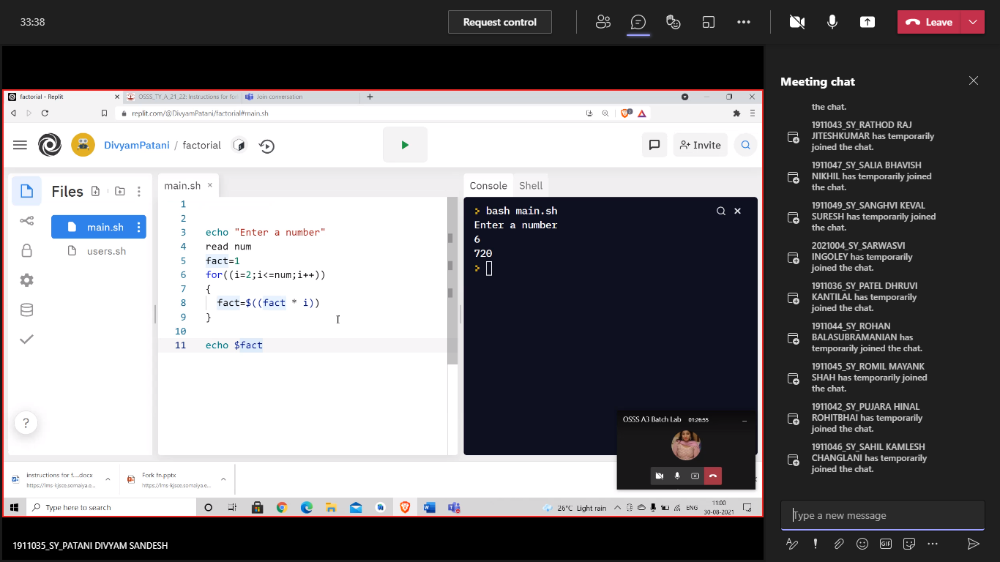 33:38
Request control
Leave
factorial - Replit
OSSS_TY_A_21_22: Instructions for for
Join conversation
replit.com/@DivyamPatani/factorial#main.sh
DivyamPatani / factorial
Invite
Files
main.sh
users.sh
main.sh
1
2
3 echo "Enter a number"
4 read num
5 fact=1
6 for((i=2;i<=num;i++))
7 {
8 fact=$((fact * i))
9 }
10
11 echo $fact
Console Shell
bash main.sh
Enter a number
6
720
OSSS A3 Batch Lab 01:26:55
?
instructions for f....docx
https://lms-kjsce.somaiya.e...
Fork fn.pptx
https://lms-kjsce.somaiya.e...
Type here to search
26°C Light rain
ENG
11:00
30-08-2021
1911035_SY_PATANI DIVYAM SANDESH
Meeting chat
the chat.
1911043_SY_RATHOD RAJ
JITESHKUMAR has temporarily
joined the chat.
1911047_SY_SALIA BHAVISH
NIKHIL has temporarily joined
the chat.
1911049_SY_SANGHVI KEVAL
SURESH has temporarily joined
the chat.
2021004_SY_SARWASVI
INGOLEY has temporarily
joined the chat.
1911036_SY_PATEL DHRUVI
KANTILAL has temporarily
joined the chat.
1911044_SY_ROHAN
BALASUBRAMANIAN has
temporarily joined the chat.
1911045_SY_ROMIL MAYANK
SHAH has temporarily joined
the chat.
1911042_SY_PUJARA HINAL
ROHITBHAI has temporarily
joined the chat.
1911046_SY_SAHIL KAMLESH
CHANGLANI has temporarily
joined the chat.
Type a new message
GIF